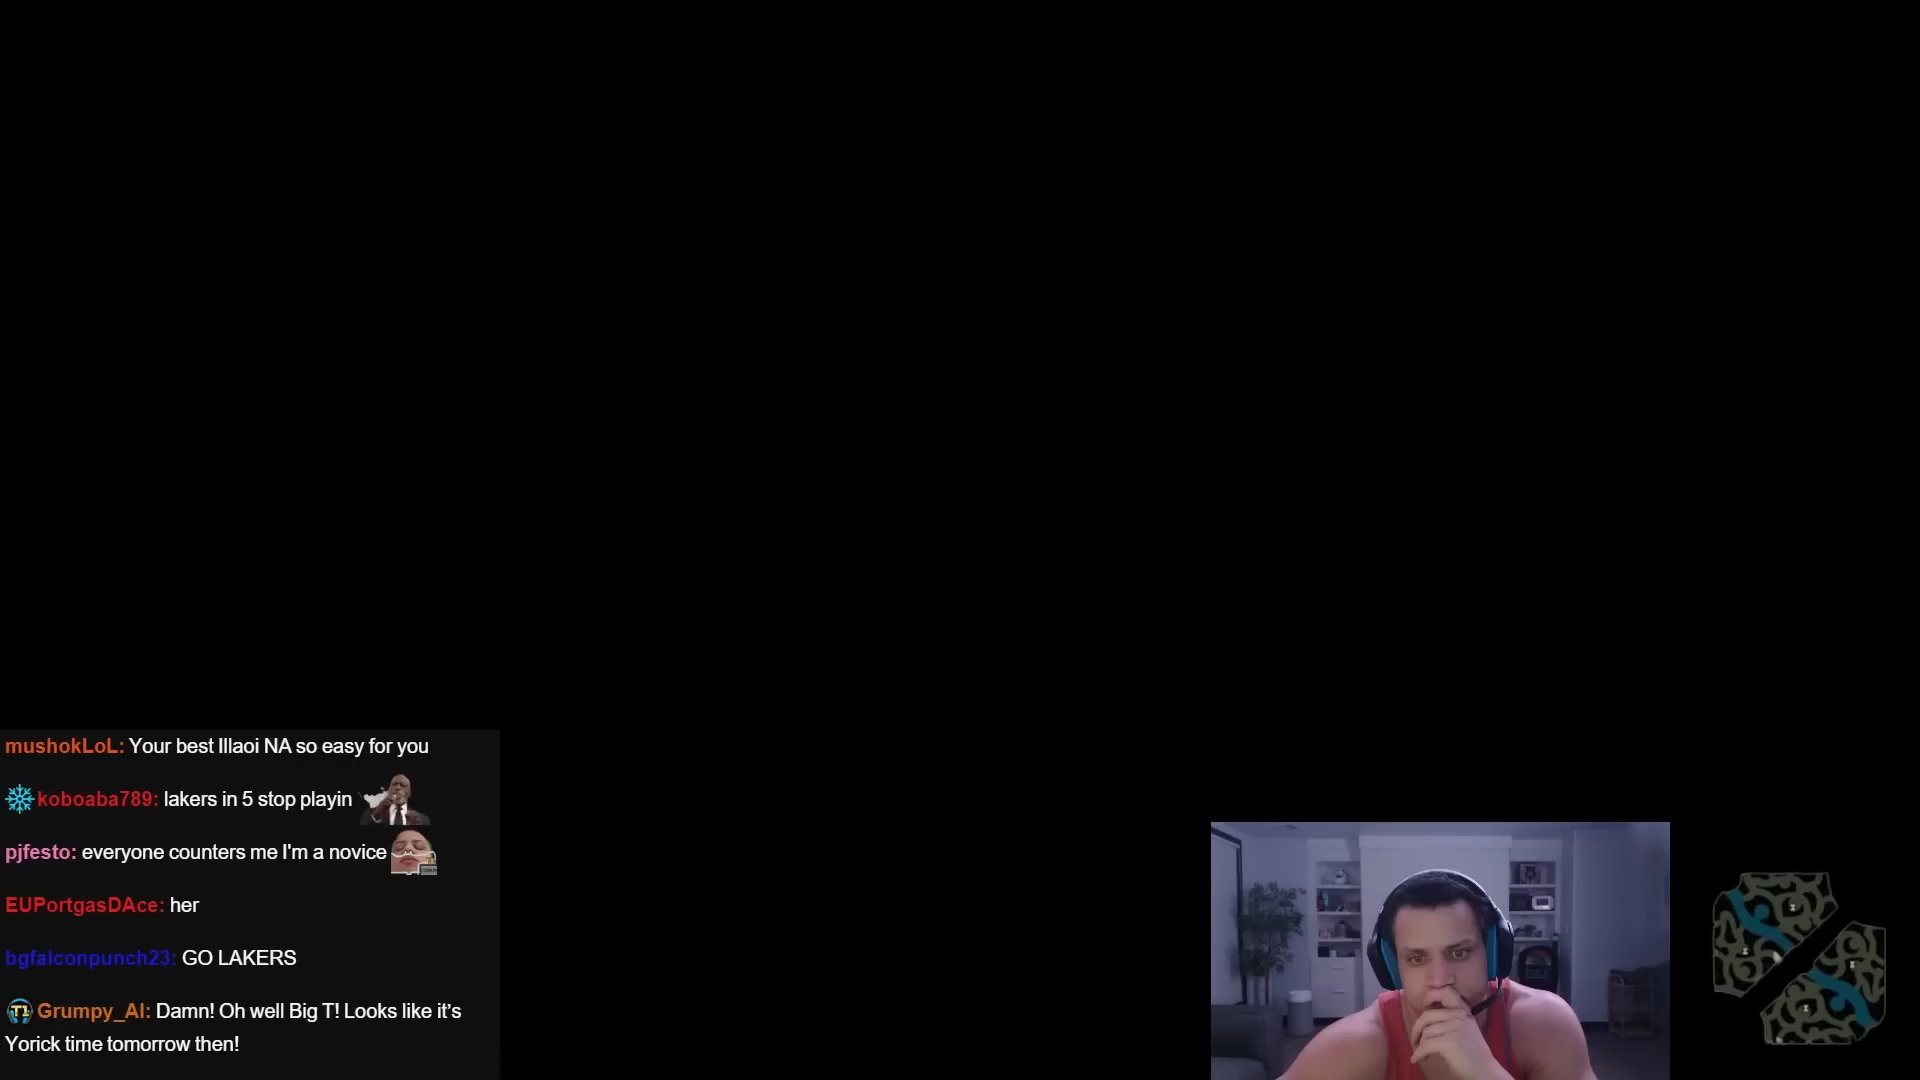 mushokLoL: Your best Illaoi NA so easy for you
koboaba789: lakers in 5 stop playin
pjfesto: everyone counters me I'm a novice
EUPortgasDAce: her
bgfalconpunch23: GO LAKERS
T1 Grumpy_Al: Damn! Oh well Big T! Looks like it’s
Yorick time tomorrow then!